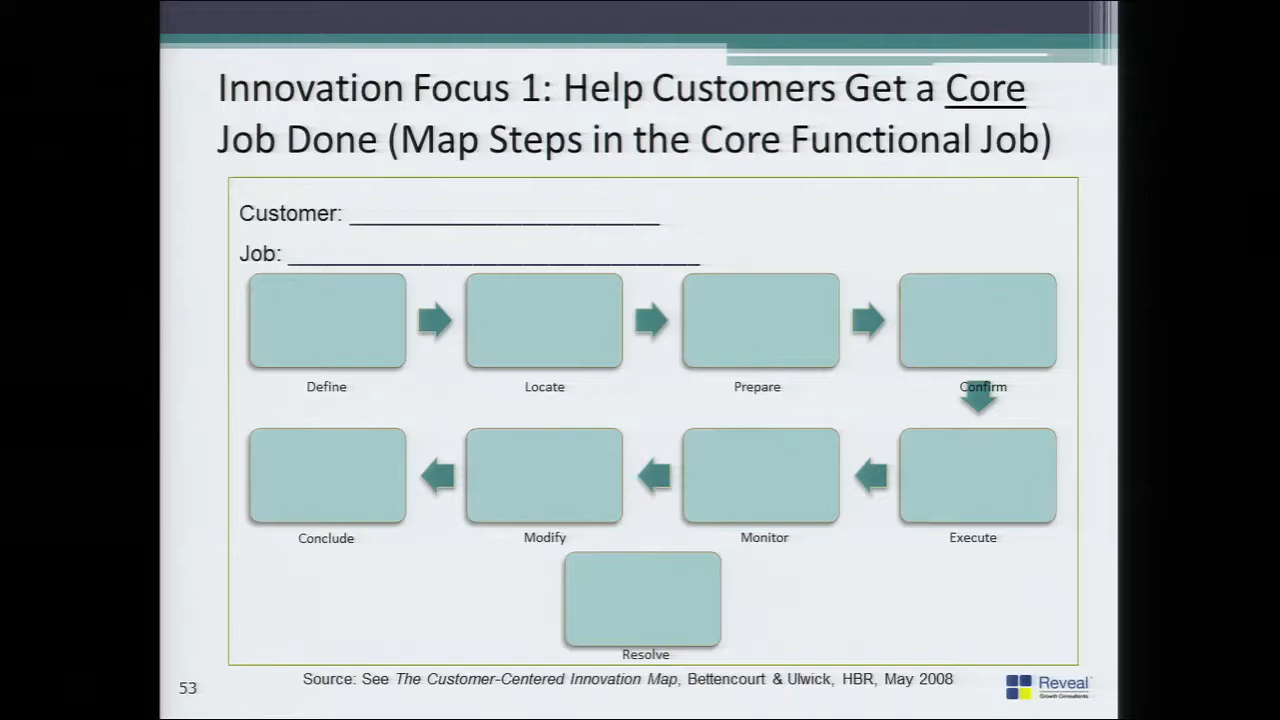 Innovation Focus 1: Help Customers Get a Core
Job Done (Map Steps in the Core Functional Job)
Customer: _________________________
Job: _________________________________
Define
Locate
Prepare
Confirm
Conclude
Modify
Monitor
Execute
Resolve
53
Source: See The Customer-Centered Innovation Map, Bettencourt & Ulwick, HBR, May 2008
Reveal
Growth Consultants